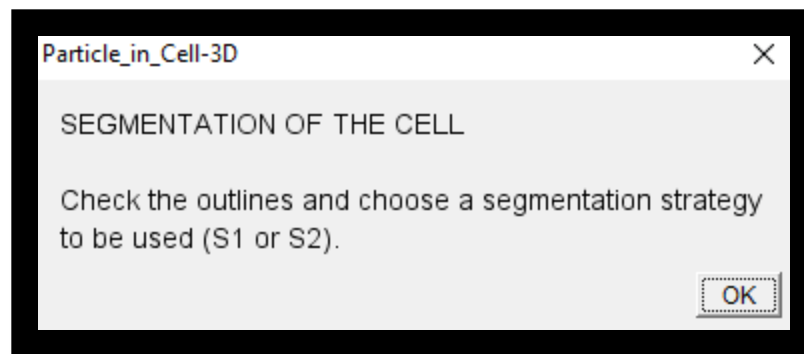 Particle_in_Cell-3D
SEGMENTATION OF THE CELL
Check the outlines and choose a segmentation strategy
to be used (S1 or S2).
OK